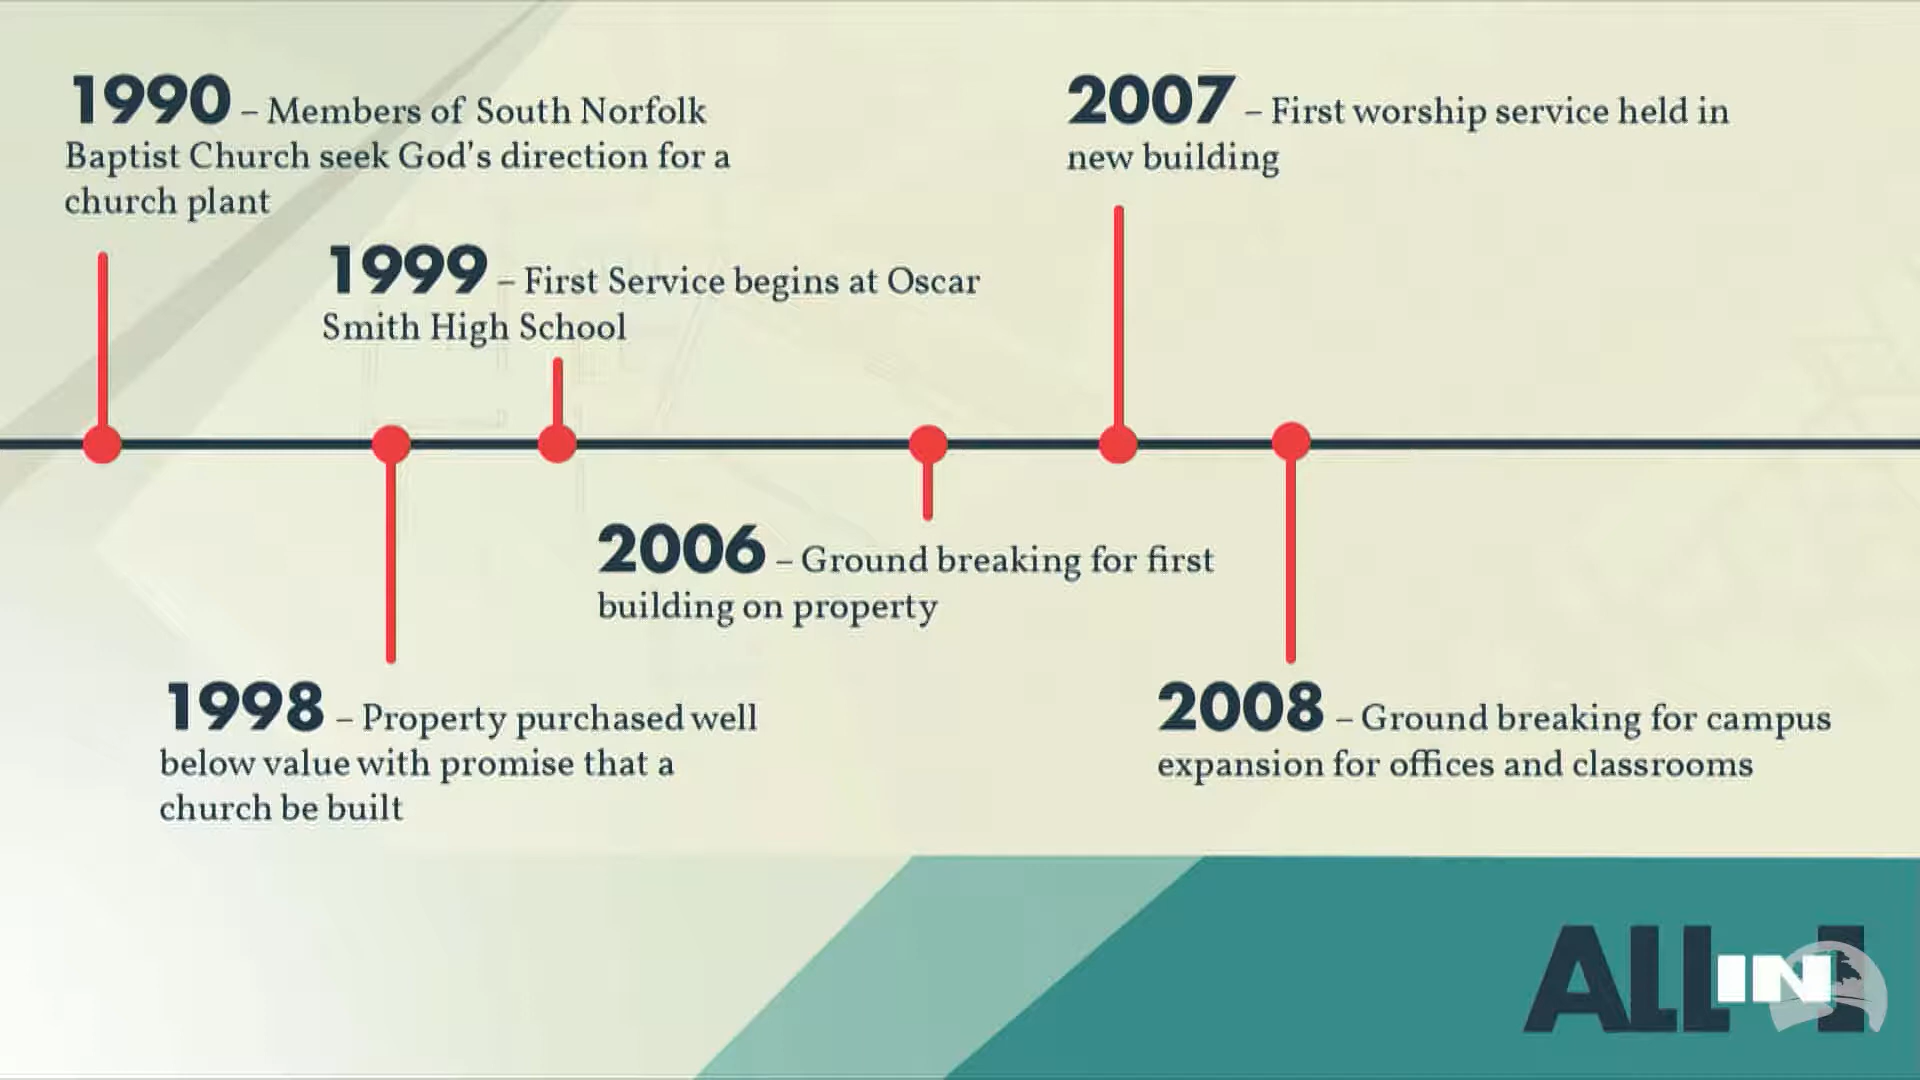 1990 – Members of South Norfolk
Baptist Church seek God's direction for a
church plant
2007 – First worship service held in
new building
1999 – First Service begins at Oscar
Smith High School
2006 – Ground breaking for first
building on property
1998 – Property purchased well
below value with promise that a
church be built
2008 – Ground breaking for campus
expansion for offices and classrooms
ALL IN